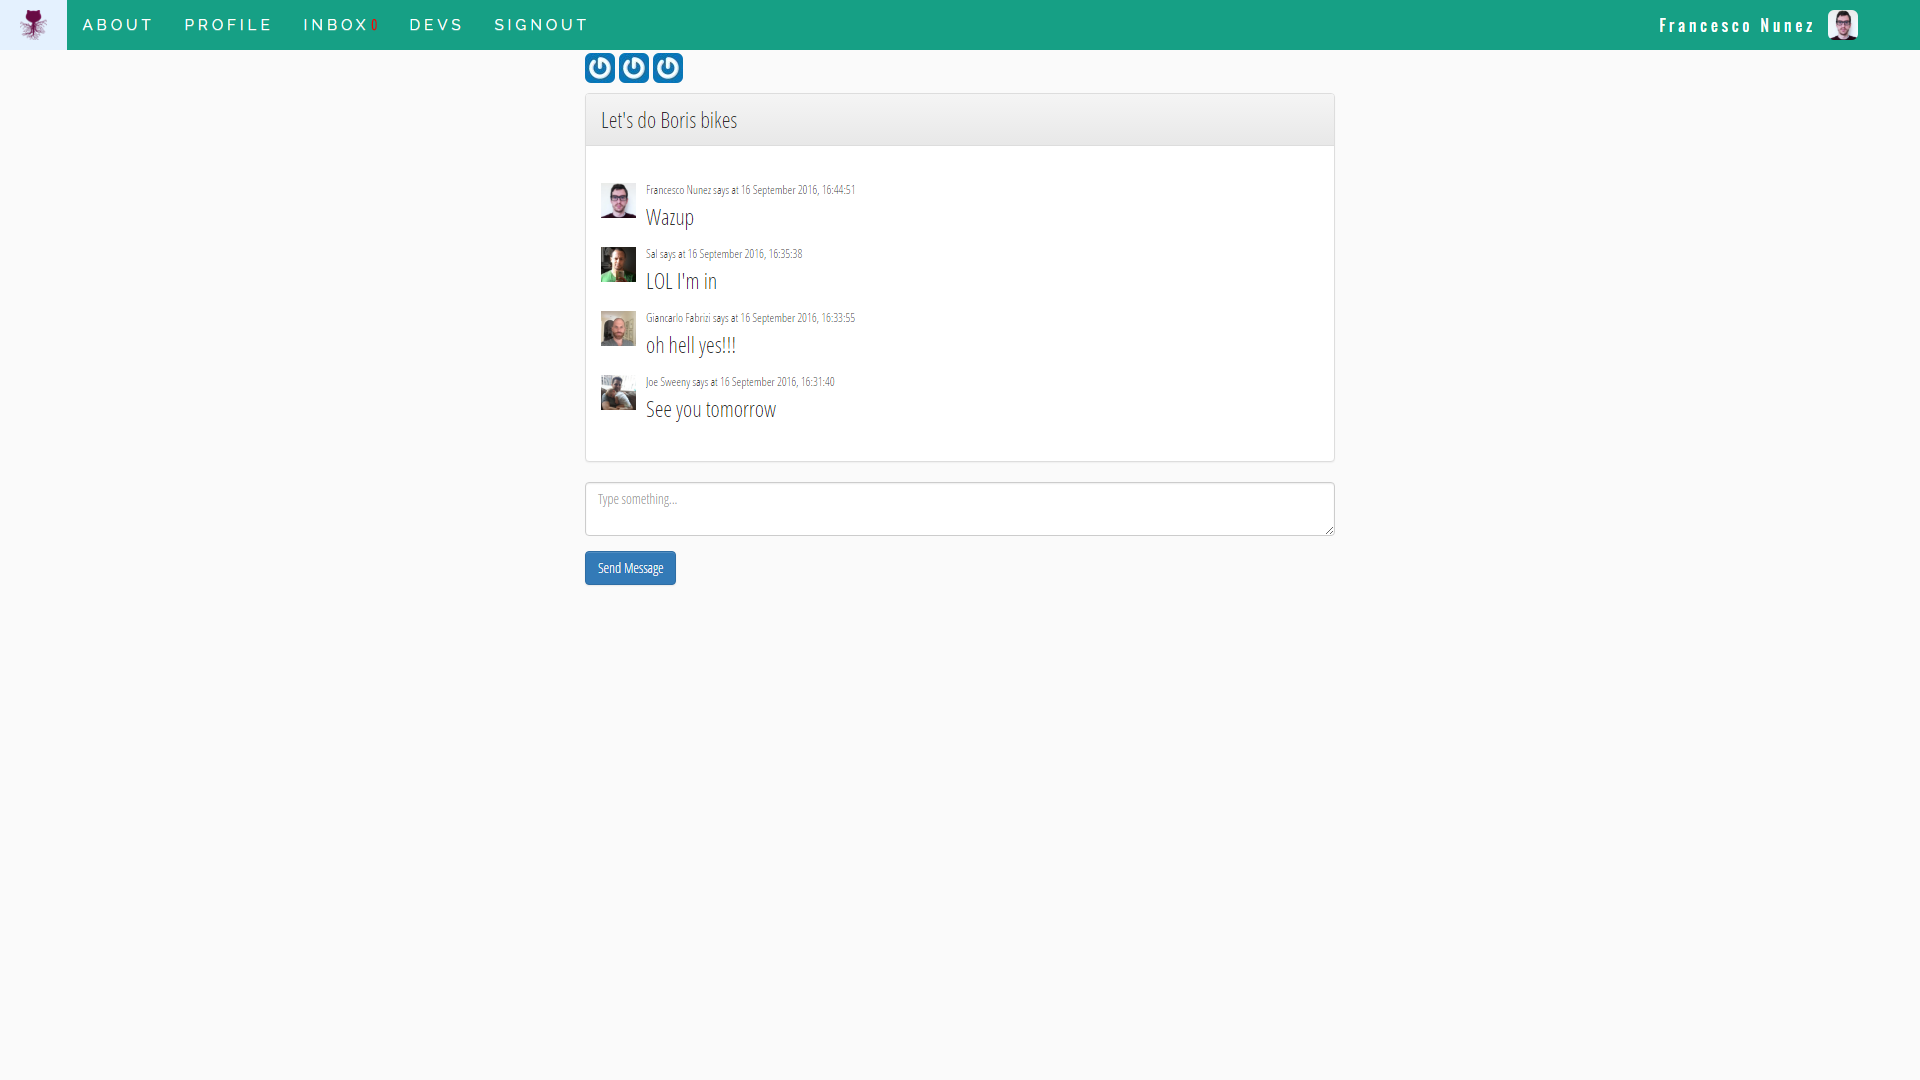 ABOUT PROFILE INBOX 0 DEVS SIGNOUT Francesco Nunez
Let's do Boris bikes
Francesco Nunez says at 16 September 2016, 16:44:51
Wazup
Sal says at 16 September 2016, 16:35:38
LOL I'm in
Giancarlo Fabrizi says at 16 September 2016, 16:33:55
oh hell yes!!!
Joe Sweeny says at 16 September 2016, 16:31:40
See you tomorrow
Type something...
Send Message